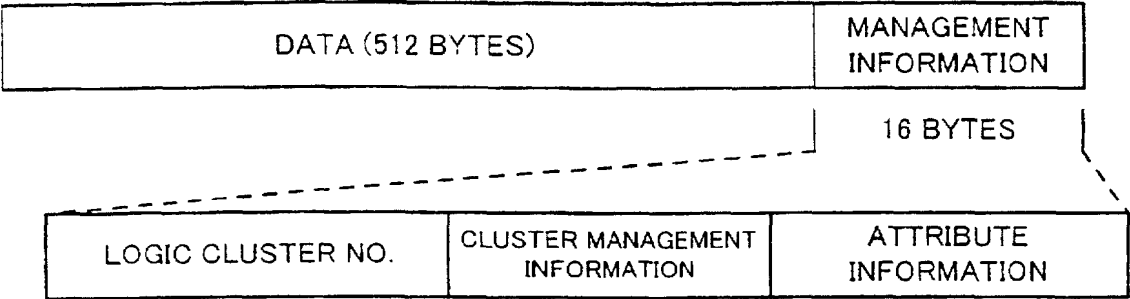 DATA (512 BYTES)
MANAGEMENT
INFORMATION
16 BYTES
LOGIC CLUSTER NO.
CLUSTER MANAGEMENT
INFORMATION
ATTRIBUTE
INFORMATION